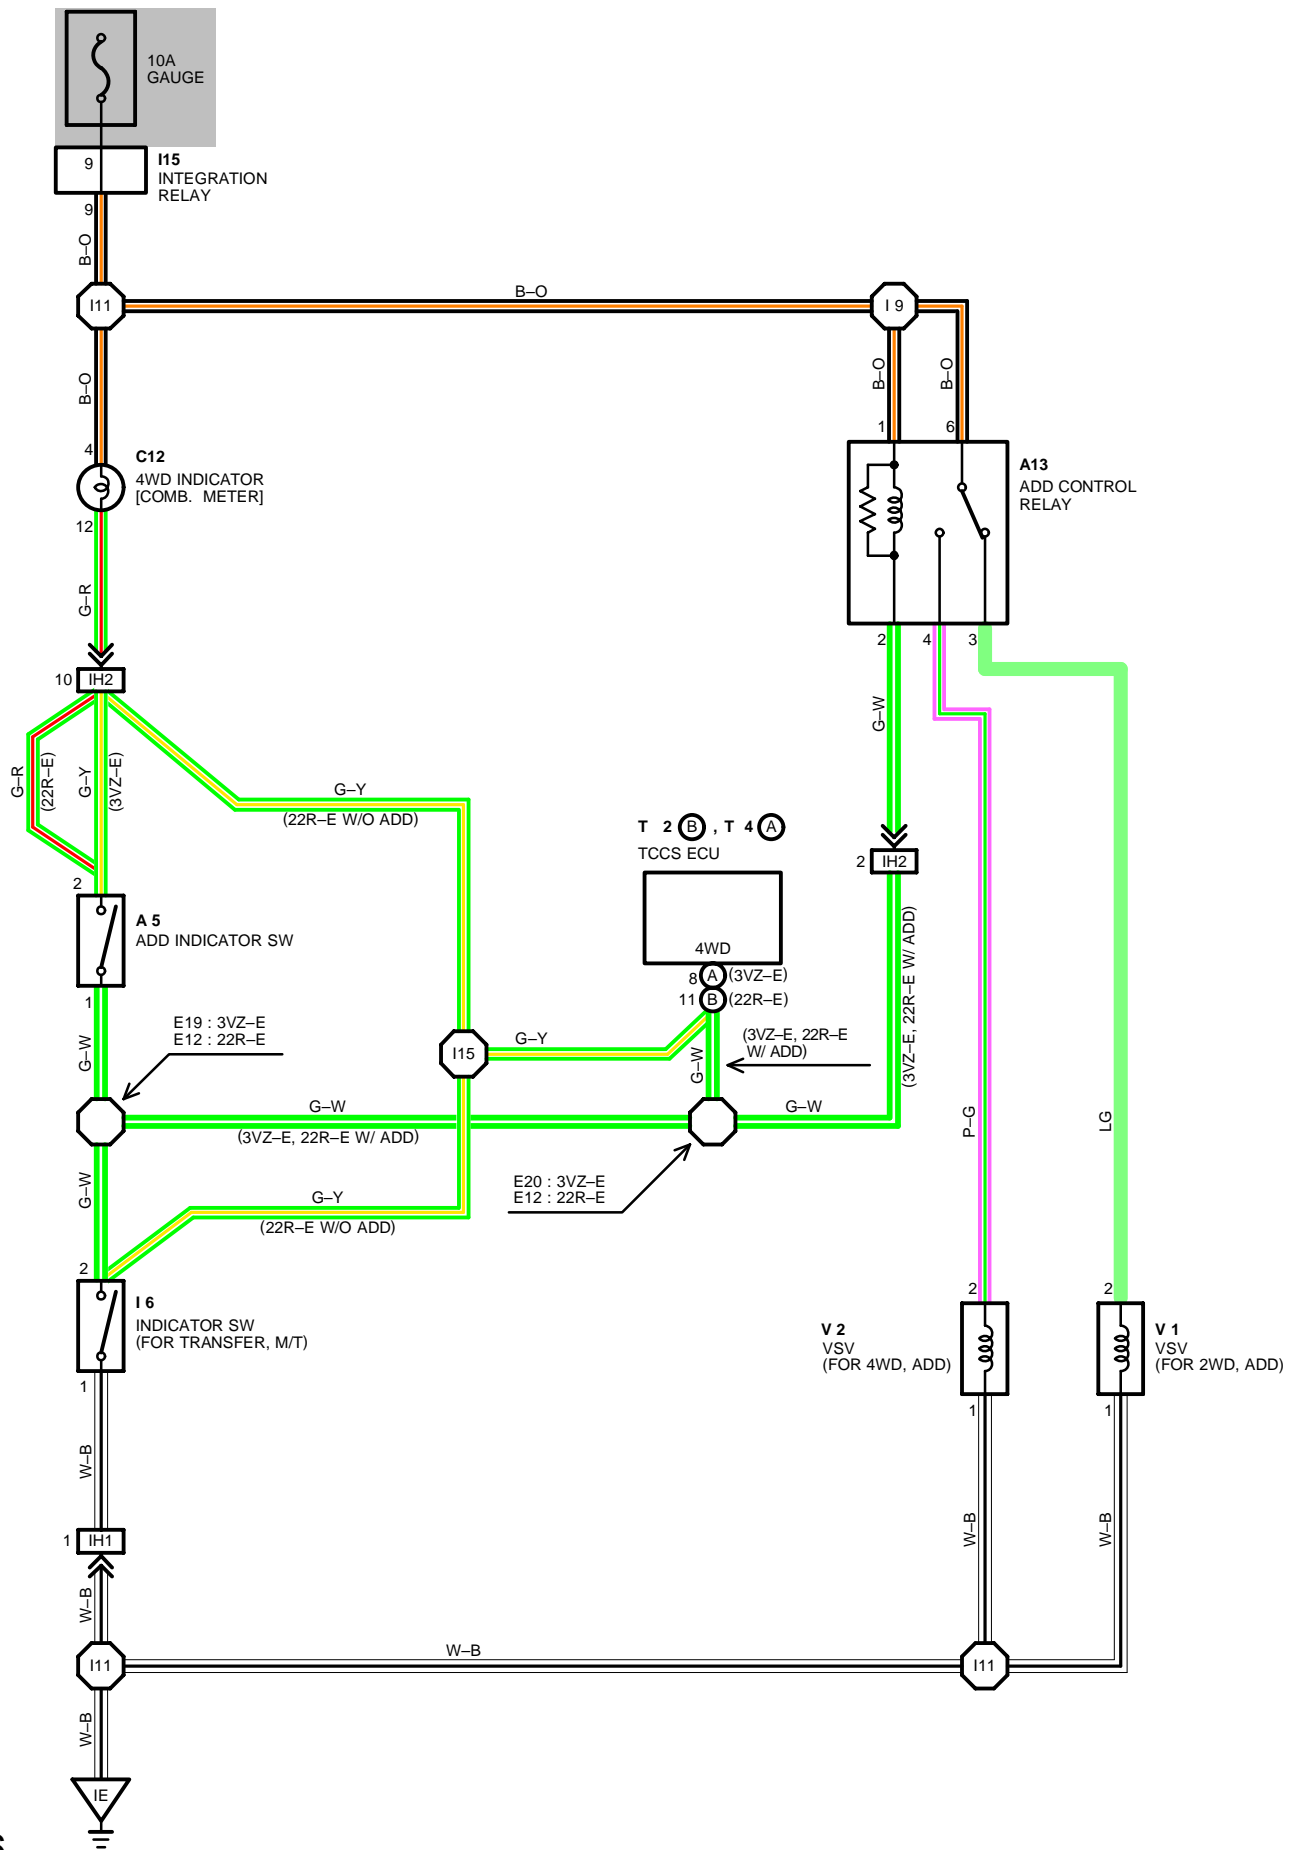 10A
GAUGE
9
I15
INTEGRATION
RELAY
9
B–O
I11
B–O
I 9
B–O
B–O
B–O
4
C12
4WD INDICATOR
[COMB. METER]
12
G–R
1
6
A13
ADD CONTROL
RELAY
2
4
3
10
IH2
G–R
(22R–E)
G–Y
(3VZ–E)
G–Y
(22R–E W/O ADD)
G–W
T 2 B , T 4 A
TCCS ECU
4WD
8 A (3VZ–E)
11 B (22R–E)
2
IH2
(3VZ–E, 22R–E W/ ADD)
2
A 5
ADD INDICATOR SW
1
G–W
E19 : 3VZ–E
E12 : 22R–E
I15
G–Y
G–W
(3VZ–E, 22R–E
W/ ADD)
G–W
(3VZ–E, 22R–E W/ ADD)
G–W
P–G
LG
G–W
G–Y
(22R–E W/O ADD)
E20 : 3VZ–E
E12 : 22R–E
2
I 6
INDICATOR SW
(FOR TRANSFER, M/T)
1
2
V 2
VSV
(FOR 4WD, ADD)
1
2
V 1
VSV
(FOR 2WD, ADD)
1
W–B
1
IH1
W–B
W–B
W–B
I11
W–B
I11
W–B
IE